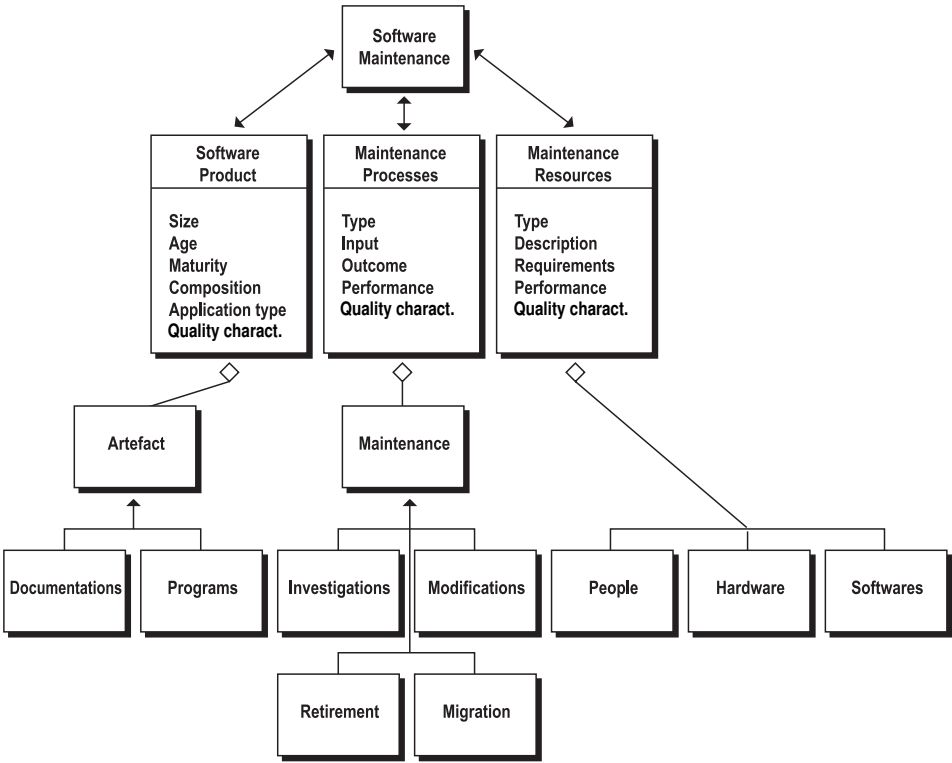 Software
Maintenance
Software
Product
Size
Age
Maturity
Composition
Application type
Quality charact.
Maintenance
Processes
Type
Input
Outcome
Performance
Quality charact.
Maintenance
Resources
Type
Description
Requirements
Performance
Quality charact.
Artefact
Maintenance
Documentations
Programs
Investigations
Modifications
People
Hardware
Softwares
Retirement
Migration